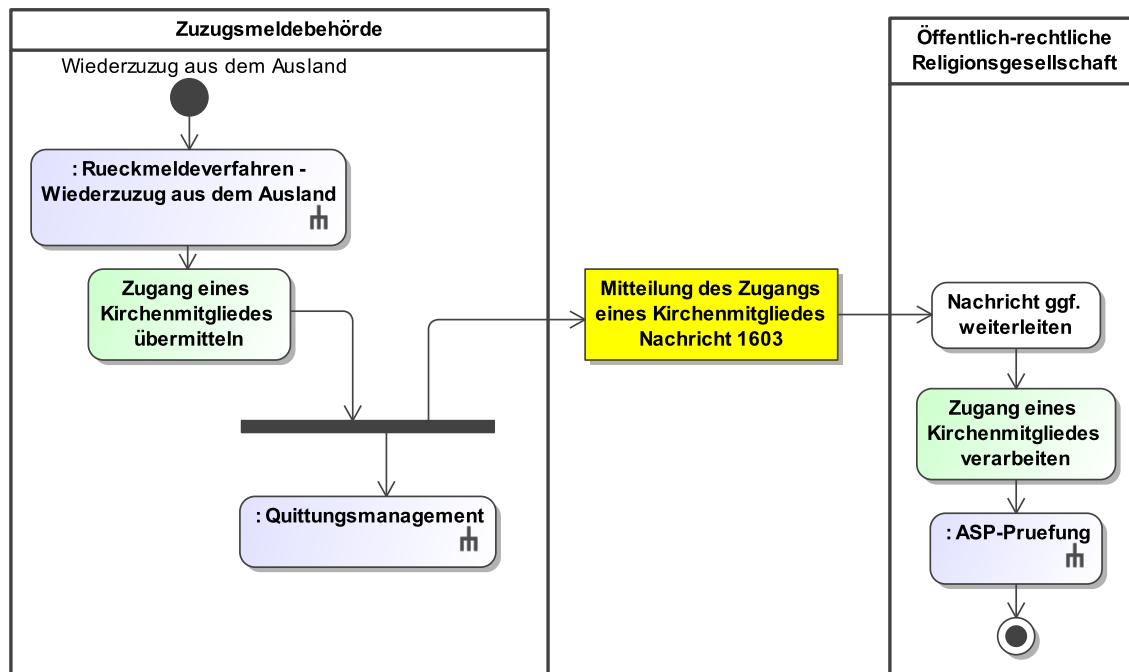 Zuzugsmeldebehörde
Wiederzuzug aus dem Ausland
: Rueckmeldeverfahren -
Wiederzuzug aus dem Ausland
Zugang eines
Kirchenmitgliedes
übermitteln
: Quittungsmanagement
Mitteilung des Zugangs
eines Kirchenmitgliedes
Nachricht 1603
Öffentlich-rechtliche
Religionsgesellschaft
Nachricht ggf.
weiterleiten
Zugang eines
Kirchenmitgliedes
verarbeiten
: ASP-Pruefung